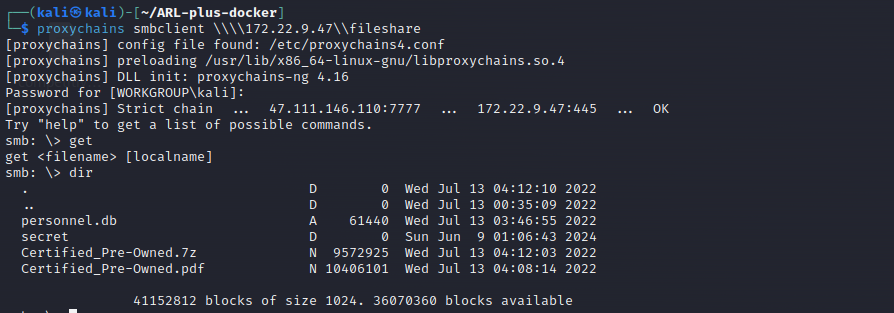 ┌──(kali㉿kali)-[~/ARL-plus-docker]
└─$ proxychains smbclient \\\\172.22.9.47\\fileshare
[proxychains] config file found: /etc/proxychains4.conf
[proxychains] preloading /usr/lib/x86_64-linux-gnu/libproxychains.so.4
[proxychains] DLL init: proxychains-ng 4.16
Password for [WORKGROUP\kali]:
[proxychains] Strict chain  ...  47.111.146.110:7777  ...  172.22.9.47:445  ...  OK
Try "help" to get a list of possible commands.
smb: \> get
get <filename> [localname]
smb: \> dir
  .                                   D        0  Wed Jul 13 04:12:10 2022
  ..                                  D        0  Wed Jul 13 00:35:09 2022
  personnel.db                        A    61440  Wed Jul 13 03:46:55 2022
  secret                              D        0  Sun Jun  9 01:06:43 2024
  Certified_Pre-Owned.7z              N  9572925  Wed Jul 13 04:12:03 2022
  Certified_Pre-Owned.pdf             N 10406101  Wed Jul 13 04:08:14 2022
                41152812 blocks of size 1024. 36070360 blocks available